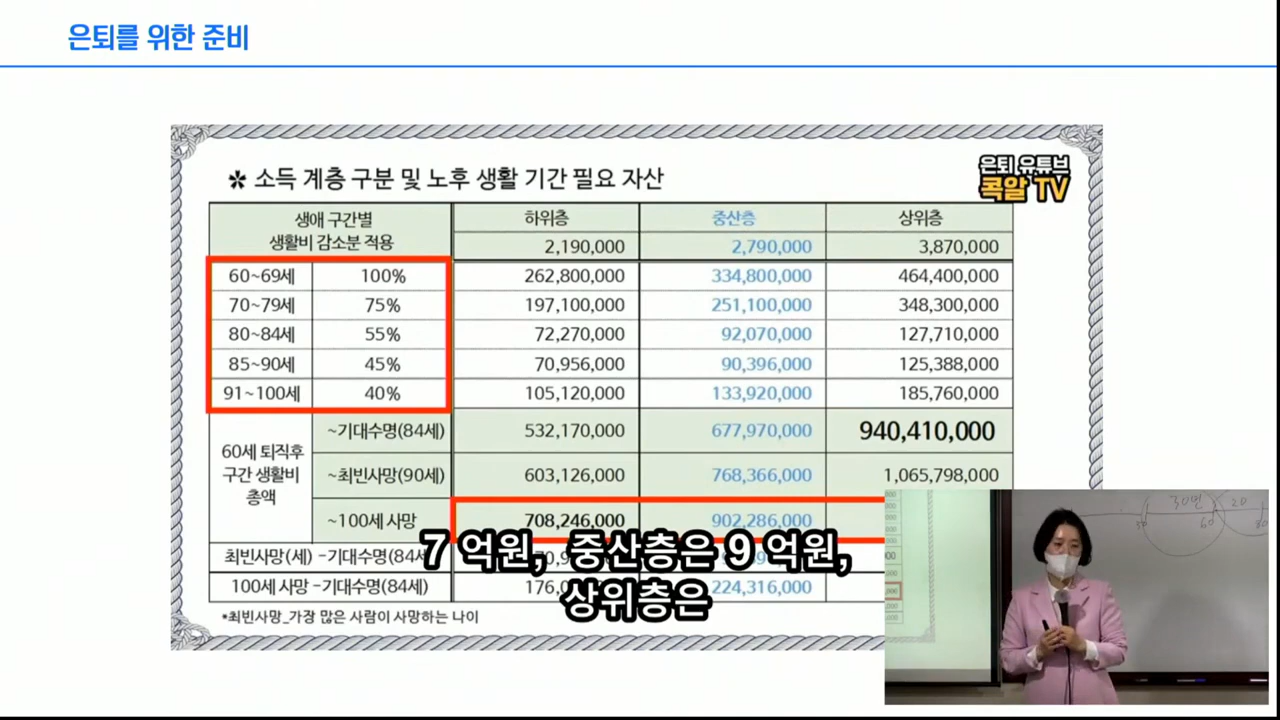 은퇴를 위한 준비
은퇴 유튜브
콕알 TV
✻ 소득 계층 구분 및 노후 생활 기간 필요 자산
생애 구간별 하위층 중산층 상위층
생활비 감소분 적용 2,190,000 2,790,000 3,870,000
60~69세 100% 262,800,000 334,800,000 464,400,000
70~79세 75% 197,100,000 251,100,000 348,300,000
80~84세 55% 72,270,000 92,070,000 127,710,000
85~90세 45% 70,956,000 90,396,000 125,388,000
91~100세 40% 105,120,000 133,920,000 185,760,000
60세 퇴직후
구간 생활비
총액
~기대수명(84세) 532,170,000 677,970,000 940,410,000
~최빈사망(90세) 603,126,000 768,366,000 1,065,798,000
~100세 사망 708,246,000 902,286,000
최빈사망(세) -기대수명(84세
100세 사망 -기대수명(84세) 176,0 224,316,000
*최빈사망_가장 많은 사람이 사망하는 나이
7 억원, 중산층은 9 억원,
상위층은
30년 20
30 60 80